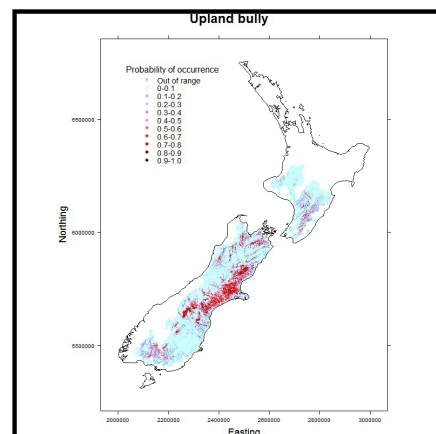 Upland bully
Probability of occurrence
Out of range
0-0.1
0.1-0.2
0.2-0.3
0.3-0.4
0.4-0.5
0.5-0.6
0.6-0.7
0.7-0.8
0.8-0.9
0.9-1.0
Northing
6500000
6000000
5500000
2000000 2200000 2400000 2600000 2800000 3000000
Easting